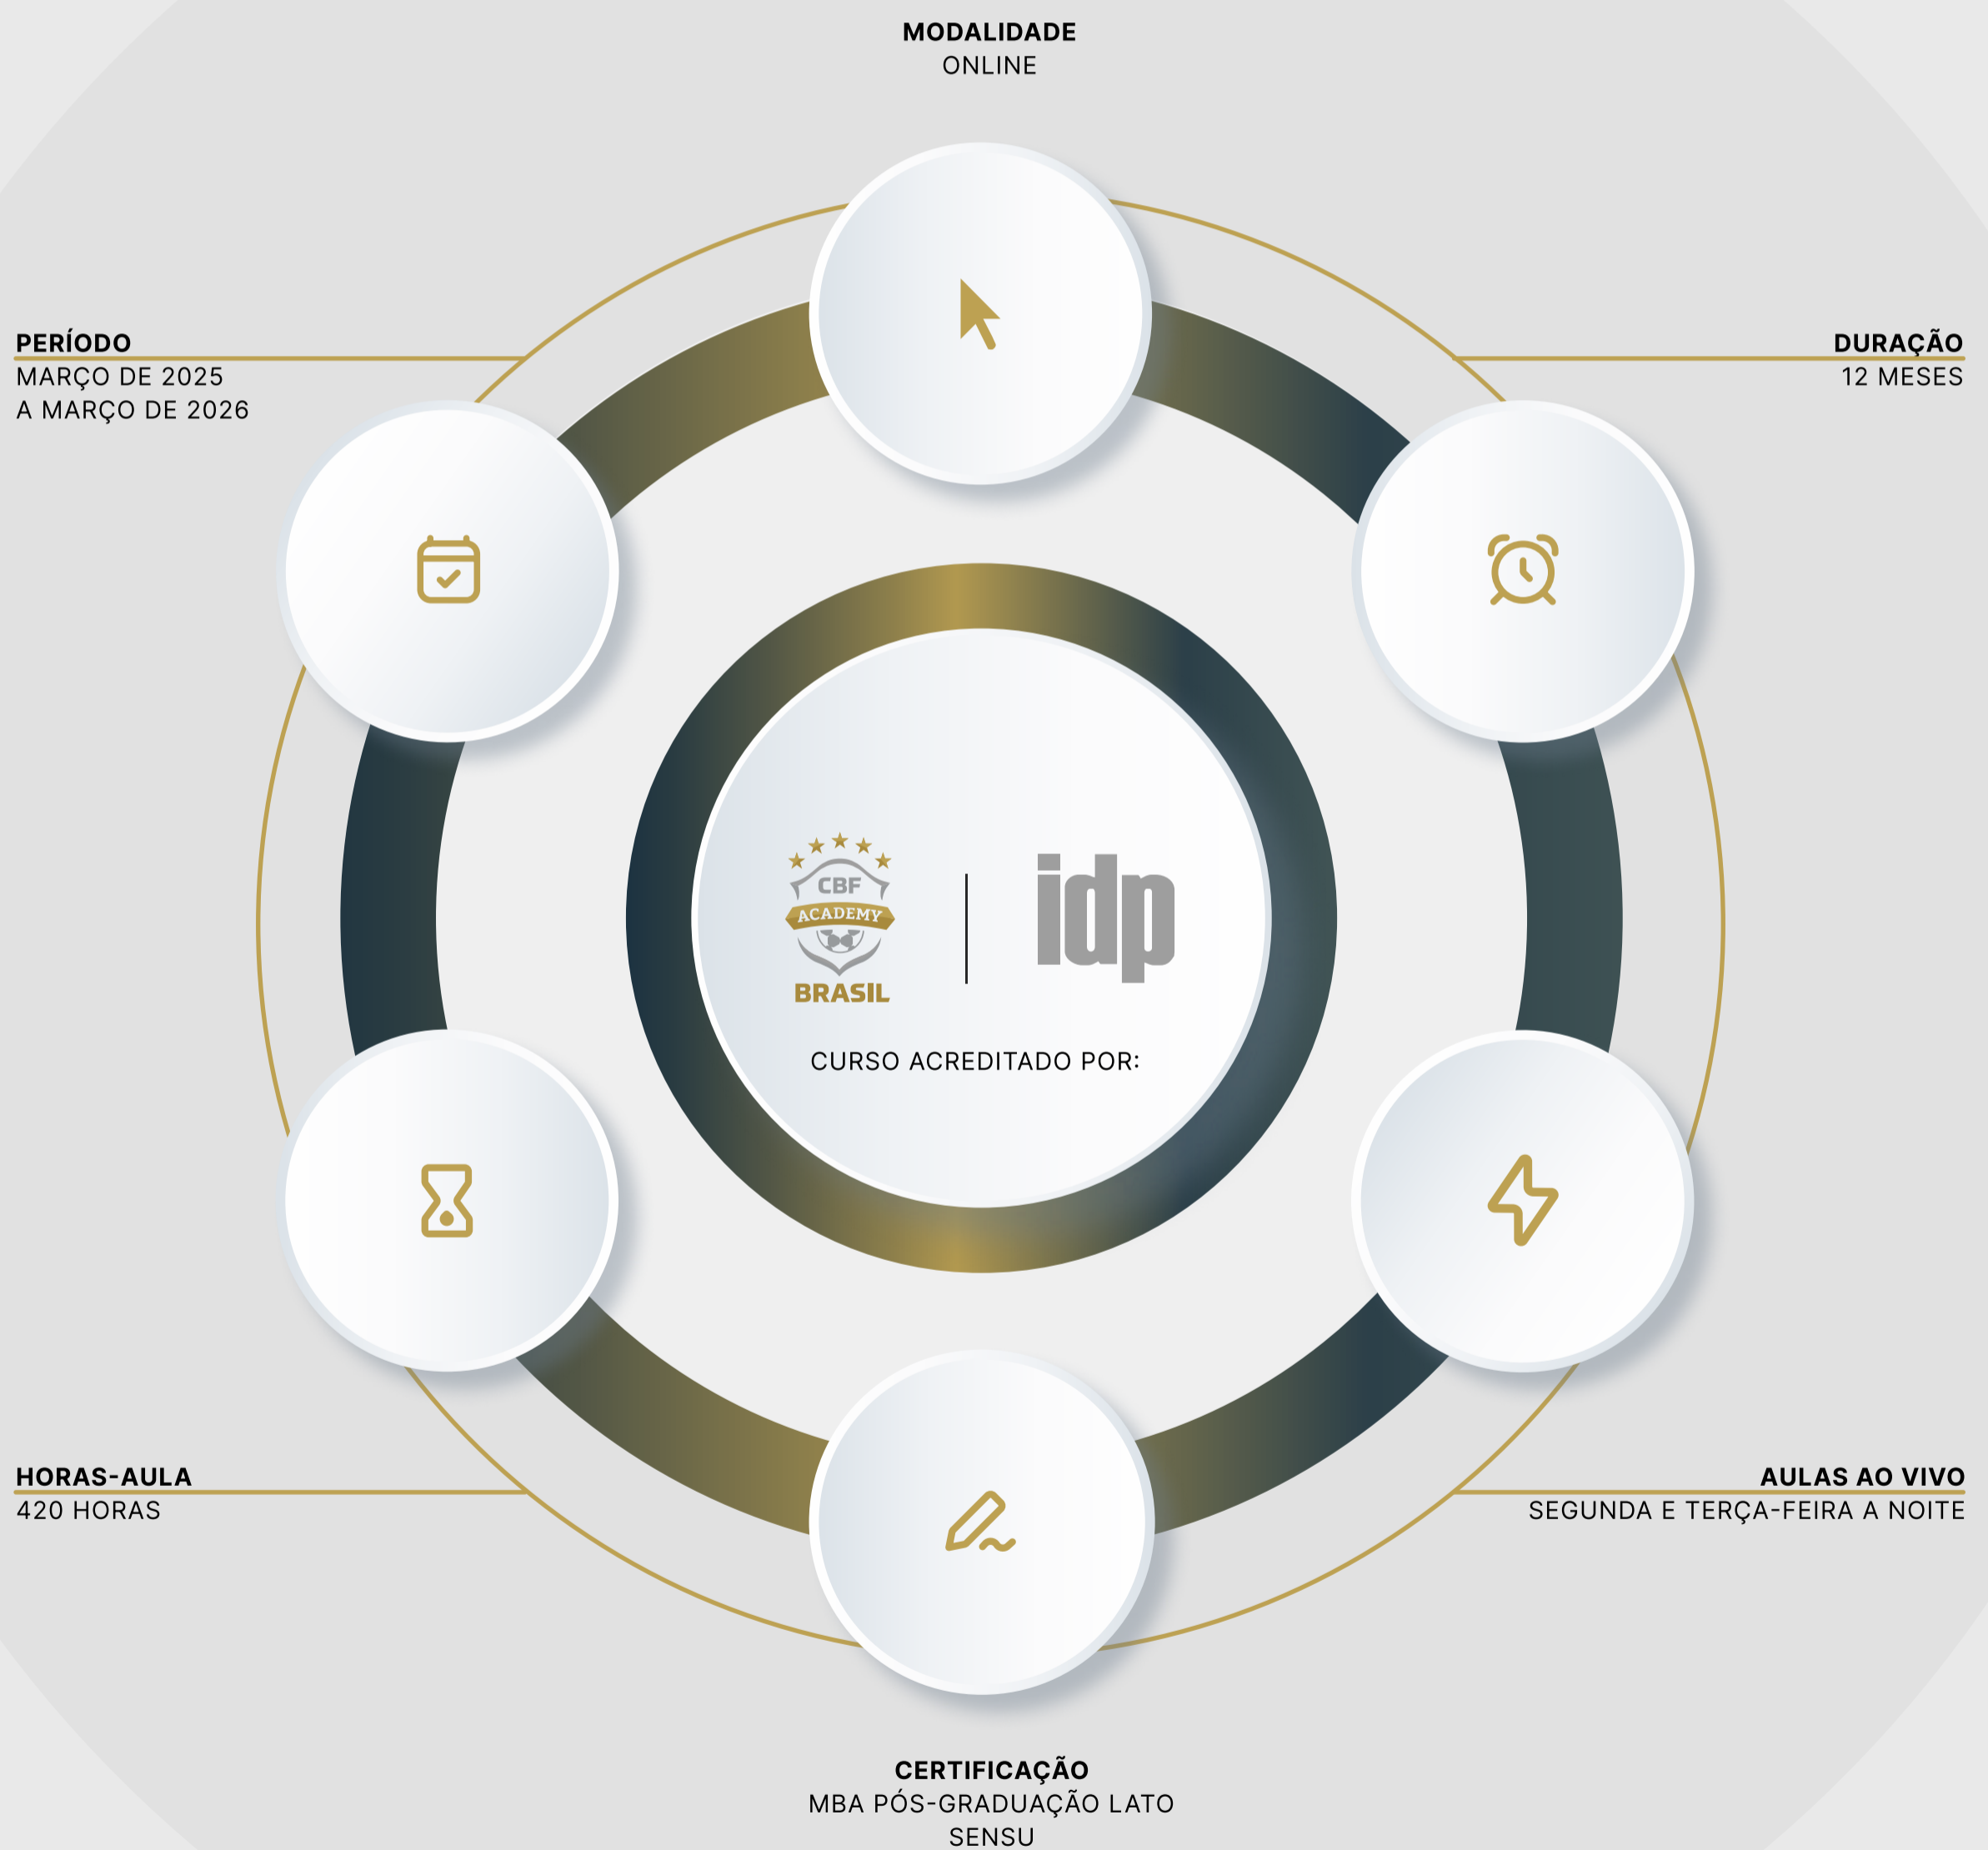 MODALIDADE
ONLINE
PERÍODO
MARÇO DE 2025
A MARÇO DE 2026
DURAÇÃO
12 MESES
CBF
ACADEMY
BRASIL
idp
CURSO ACREDITADO POR:
HORAS-AULA
420 HORAS
AULAS AO VIVO
SEGUNDA E TERÇA-FEIRA A NOITE
CERTIFICAÇÃO
MBA PÓS-GRADUAÇÃO LATO
SENSU